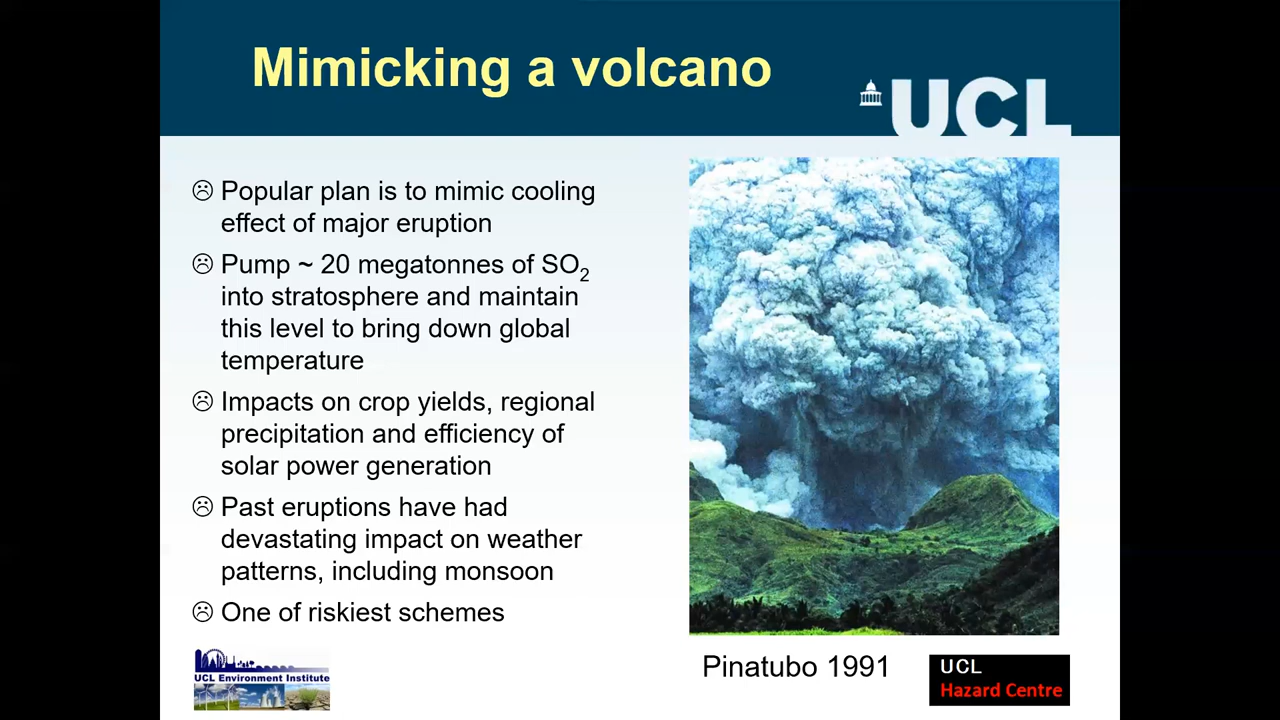 Mimicking a volcano
UCL
☹ Popular plan is to mimic cooling
effect of major eruption
☹ Pump ~ 20 megatonnes of SO₂
into stratosphere and maintain
this level to bring down global
temperature
☹ Impacts on crop yields, regional
precipitation and efficiency of
solar power generation
☹ Past eruptions have had
devastating impact on weather
patterns, including monsoon
☹ One of riskiest schemes
UCL Environment Institute
Pinatubo 1991
UCL
Hazard Centre